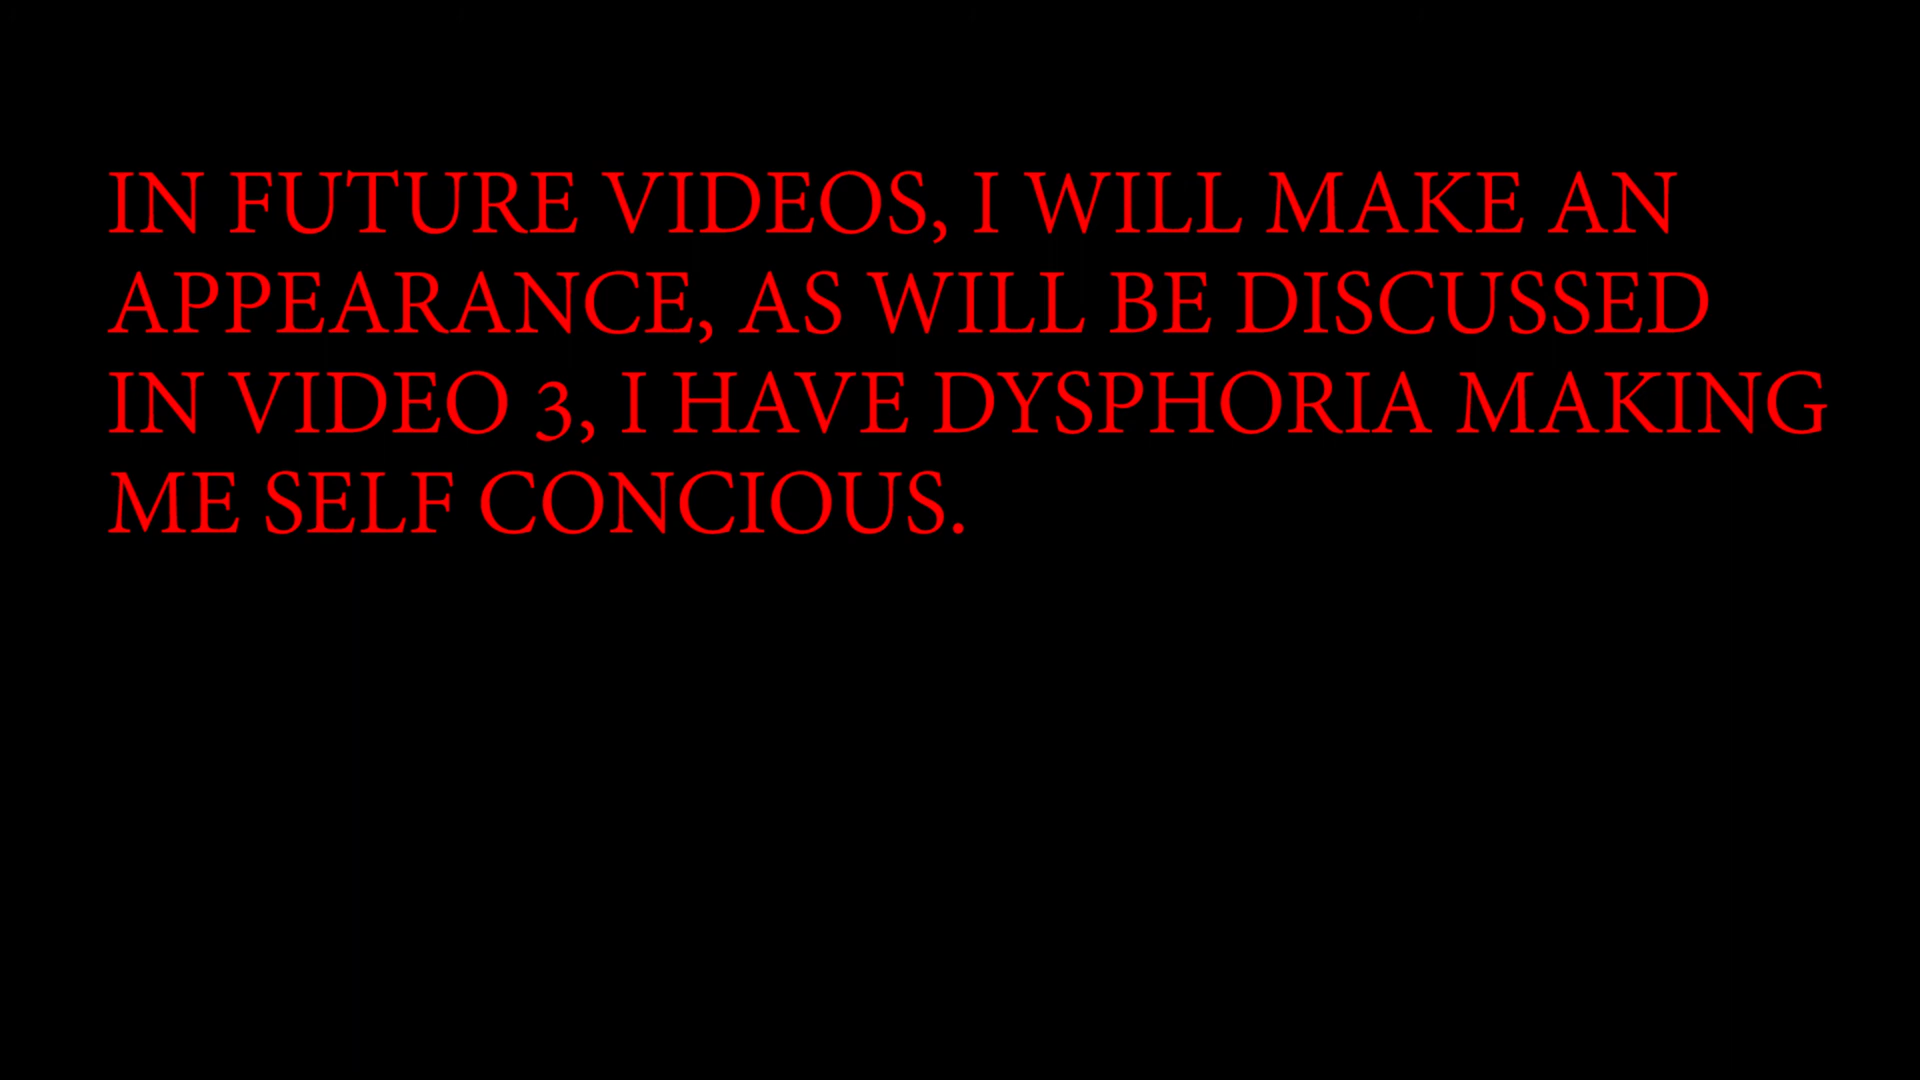 IN FUTURE VIDEOS, I WILL MAKE AN
APPEARANCE, AS WILL BE DISCUSSED
IN VIDEO 3, I HAVE DYSPHORIA MAKING
ME SELF CONCIOUS.